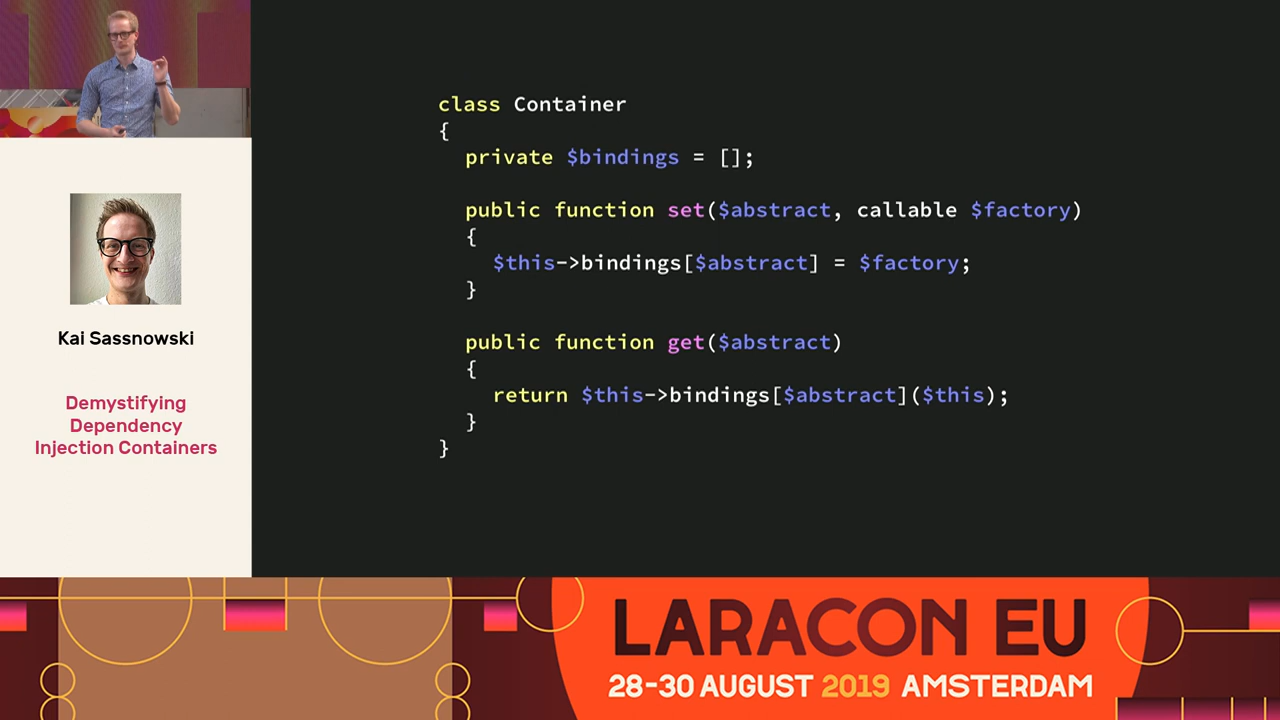 class Container
{
private $bindings = [];
public function set($abstract, callable $factory)
{
$this->bindings[$abstract] = $factory;
}
public function get($abstract)
{
return $this->bindings[$abstract]($this);
}
}
Kai Sassnowski
Demystifying
Dependency
Injection Containers
LARACON EU
28-30 AUGUST 2019 AMSTERDAM